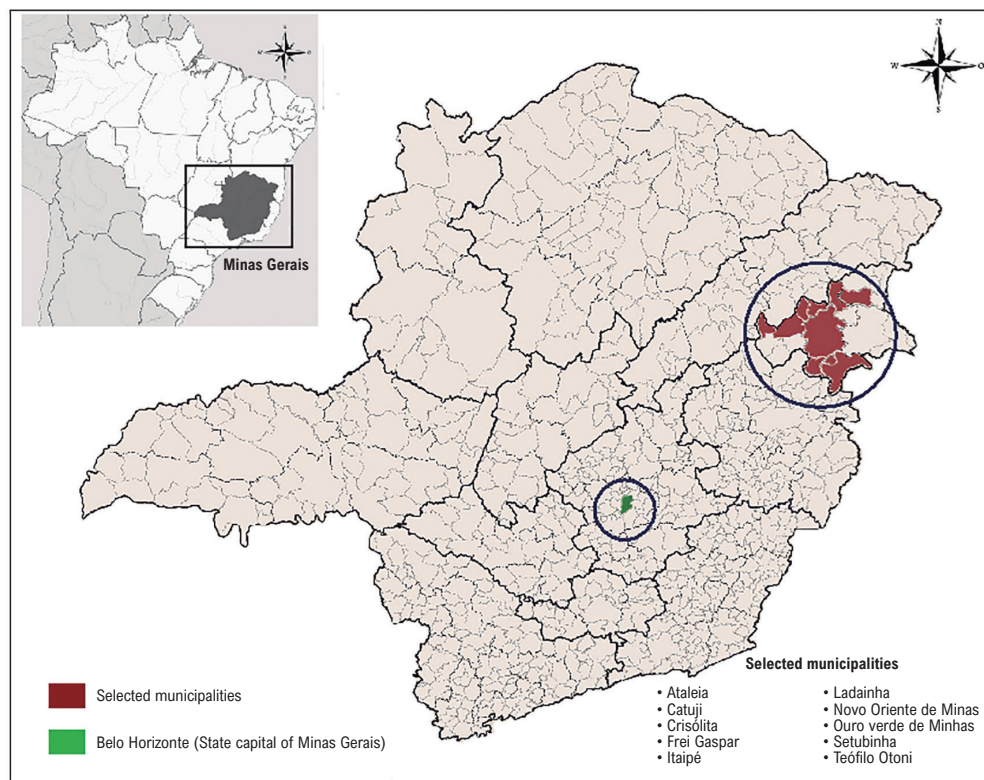 Minas Gerais
N
W
O
S
Selected municipalities
Belo Horizonte (State capital of Minas Gerais)
Selected municipalities
• Ataleia
• Catuji
• Crisólita
• Frei Gaspar
• Itaipé
• Ladainha
• Novo Oriente de Minas
• Ouro verde de Minhas
• Setubinha
• Teófilo Otoni